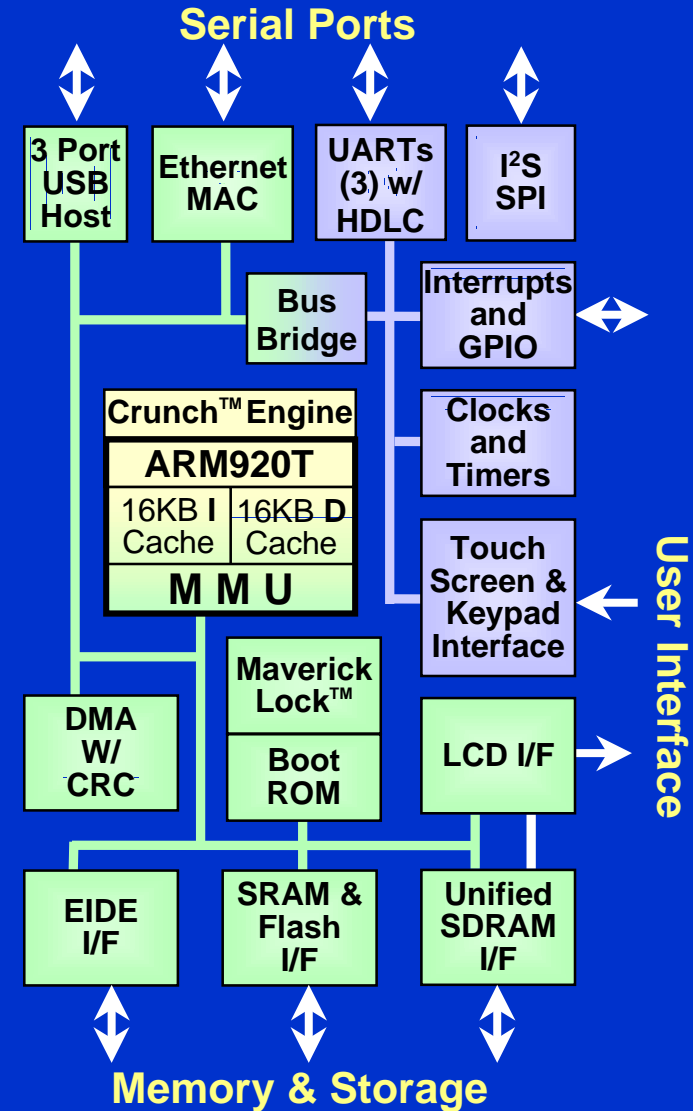 Serial Ports
3 Port
USB
Host
Ethernet
MAC
UARTs
(3) w/
HDLC
I²S
SPI
Bus
Bridge
Interrupts
and
GPIO
Crunch™ Engine
ARM920T
16KB I
Cache
16KB D
Cache
M M U
Clocks
and
Timers
Touch
Screen &
Keypad
Interface
User Interface
Maverick
Lock™
Boot
ROM
DMA
W/
CRC
LCD I/F
EIDE
I/F
SRAM &
Flash
I/F
Unified
SDRAM
I/F
Memory & Storage